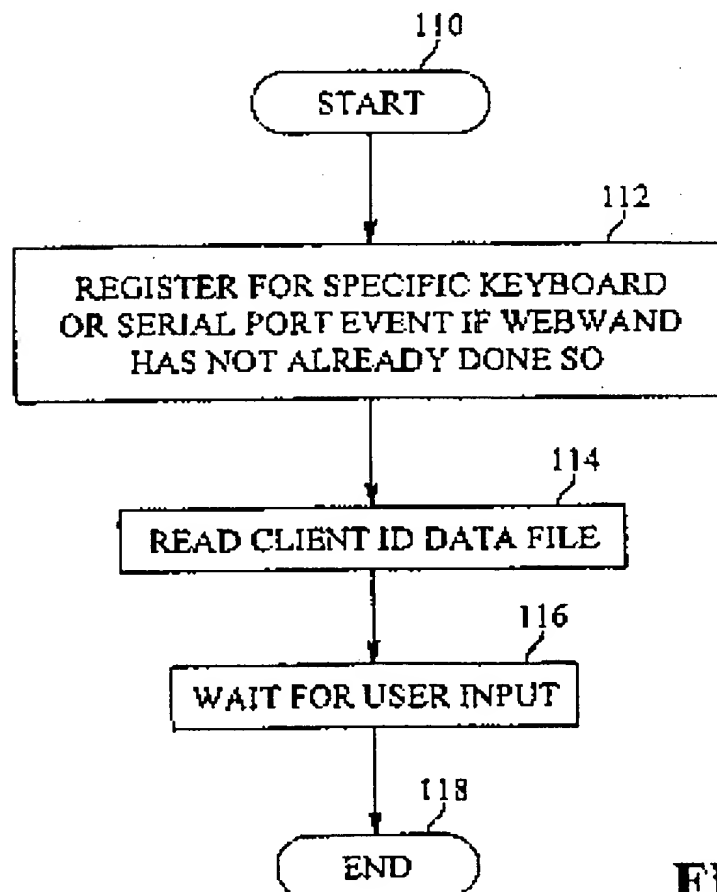 110
START
112
REGISTER FOR SPECIFIC KEYBOARD
OR SERIAL PORT EVENT IF WEBWAND
HAS NOT ALREADY DONE SO
114
READ CLIENT ID DATA FILE
116
WAIT FOR USER INPUT
118
END